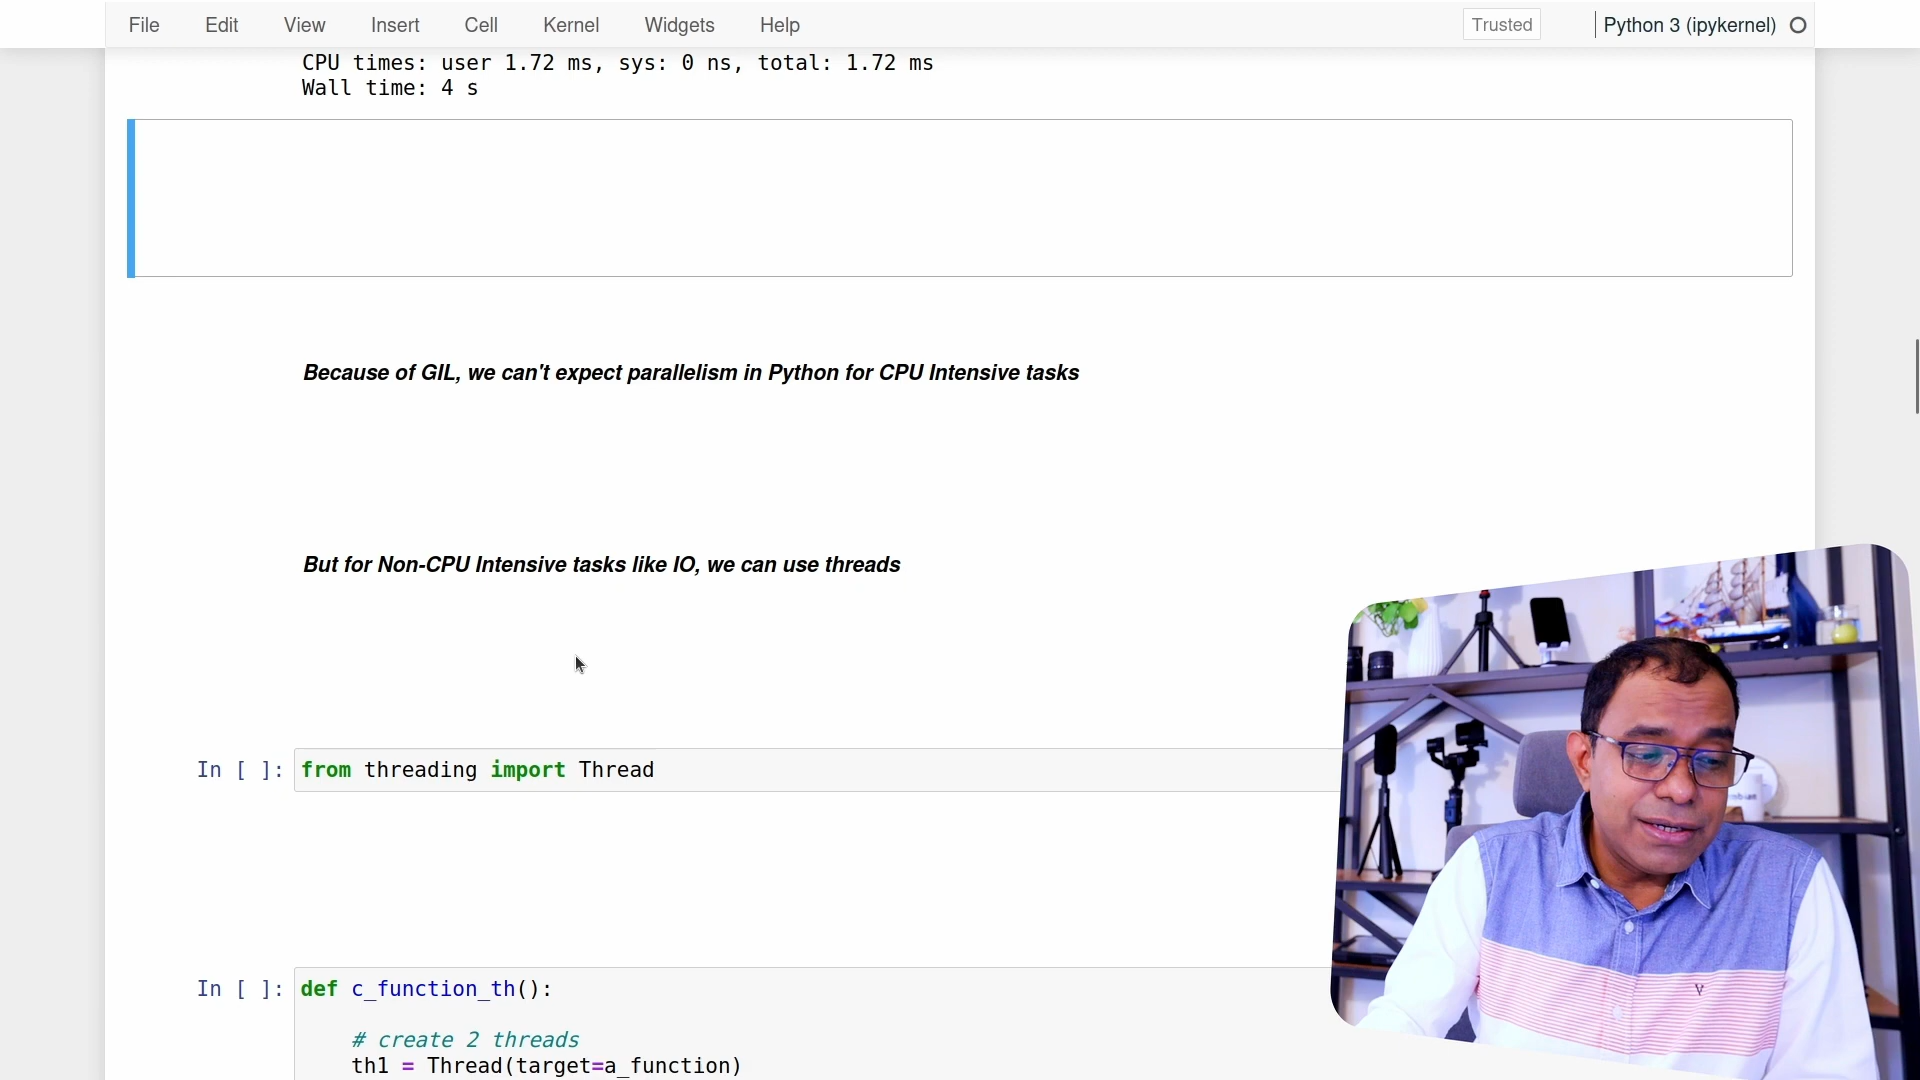 File Edit View Insert Cell Kernel Widgets Help Trusted Python 3 (ipykernel)
CPU times: user 1.72 ms, sys: 0 ns, total: 1.72 ms
Wall time: 4 s
Because of GIL, we can't expect parallelism in Python for CPU Intensive tasks
But for Non-CPU Intensive tasks like IO, we can use threads
In [ ]: from threading import Thread
In [ ]: def c_function_th():
# create 2 threads
th1 = Thread(target=a_function)